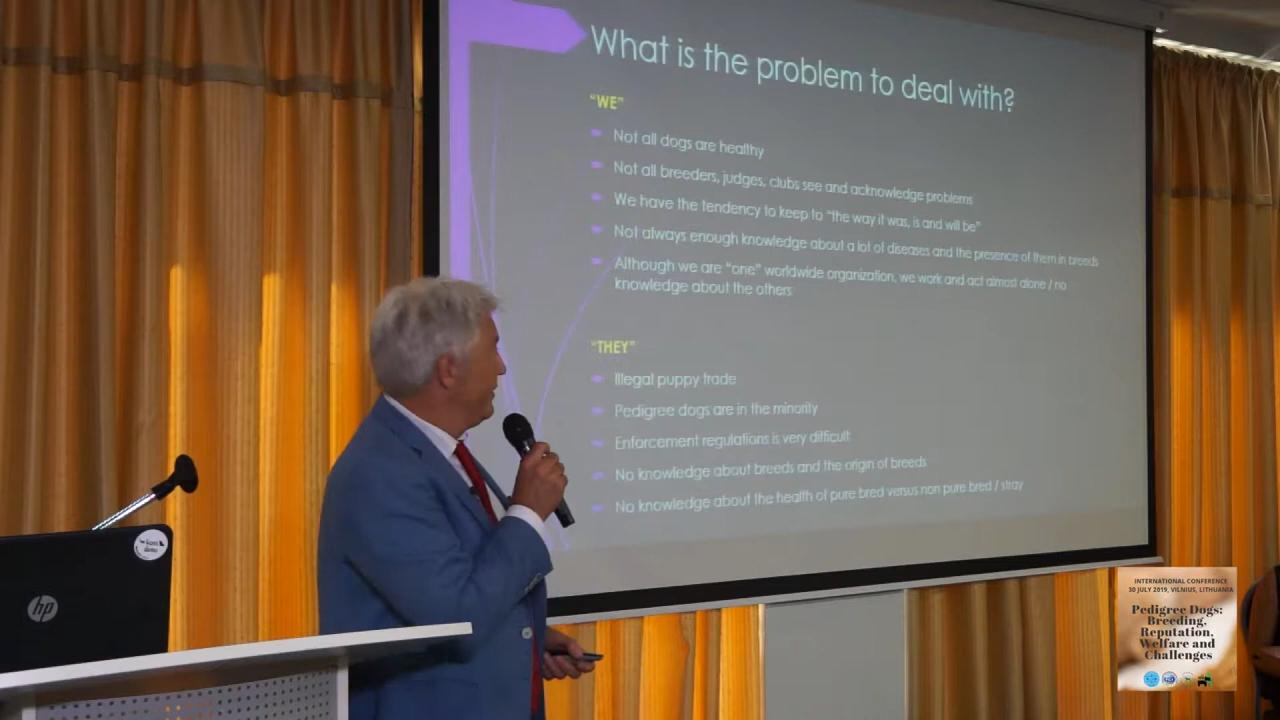 What is the problem to deal with?
"WE"
Not all dogs are healthy
Not all breeders, judges, clubs see and acknowledge problems
We have the tendency to keep to "the way it was, is and will be"
Not always enough knowledge about a lot of diseases and the presence of them in breeds
Although we are "one" worldwide organization, we work and act almost alone / no
knowledge about the others
"THEY"
Illegal puppy trade
Pedigree dogs are in the minority
Enforcement regulations is very difficult
No knowledge about breeds and the origin of breeds
No knowledge about the health of pure bred versus non pure bred / stray
hp
INTERNATIONAL CONFERENCE
30 JULY 2019, VILNIUS, LITHUANIA
Pedigree Dogs:
Breeding,
Reputation,
Welfare and
Challenges